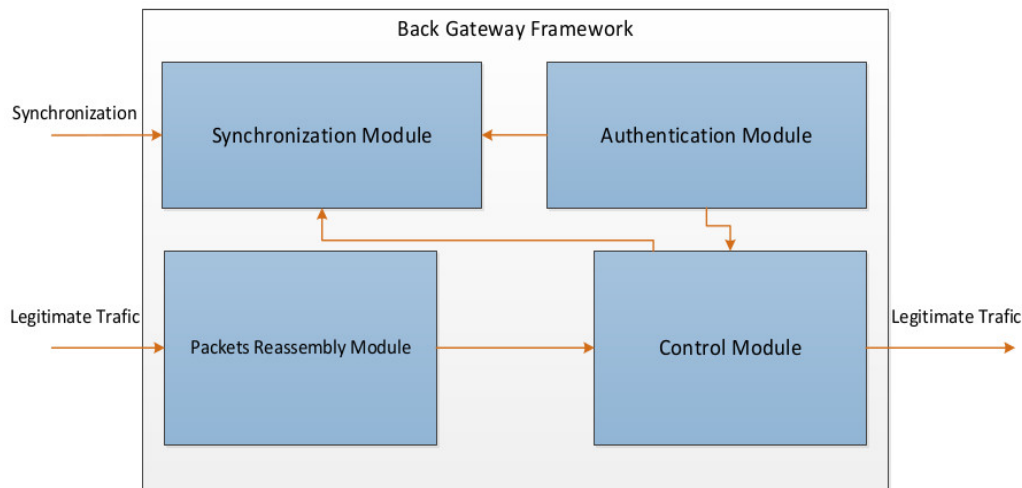 Back Gateway Framework
Synchronization
Synchronization Module
Authentication Module
Legitimate Trafic
Packets Reassembly Module
Control Module
Legitimate Trafic